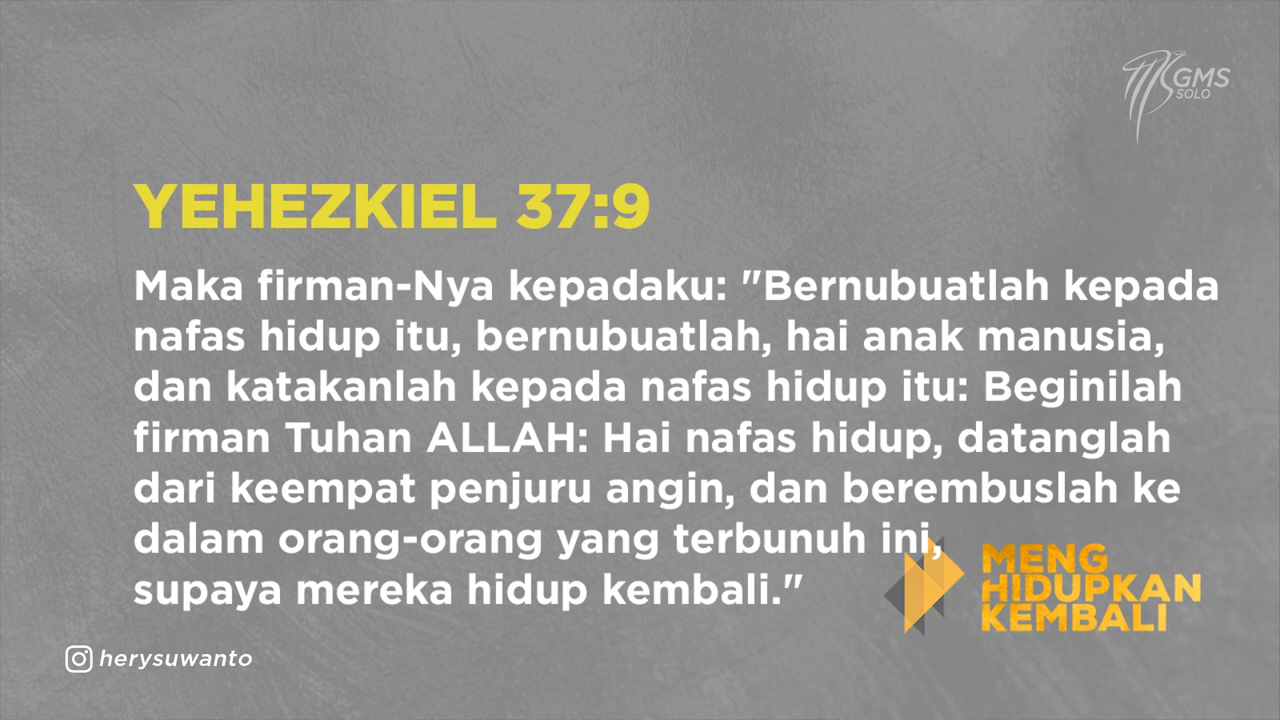 GMS
SOLO
YEHEZKIEL 37:9
Maka firman-Nya kepadaku: "Bernubuatlah kepada
nafas hidup itu, bernubuatlah, hai anak manusia,
dan katakanlah kepada nafas hidup itu: Beginilah
firman Tuhan ALLAH: Hai nafas hidup, datanglah
dari keempat penjuru angin, dan berembuslah ke
dalam orang-orang yang terbunuh ini,
supaya mereka hidup kembali."
MENG
HIDUPKAN
KEMBALI
herysuwanto